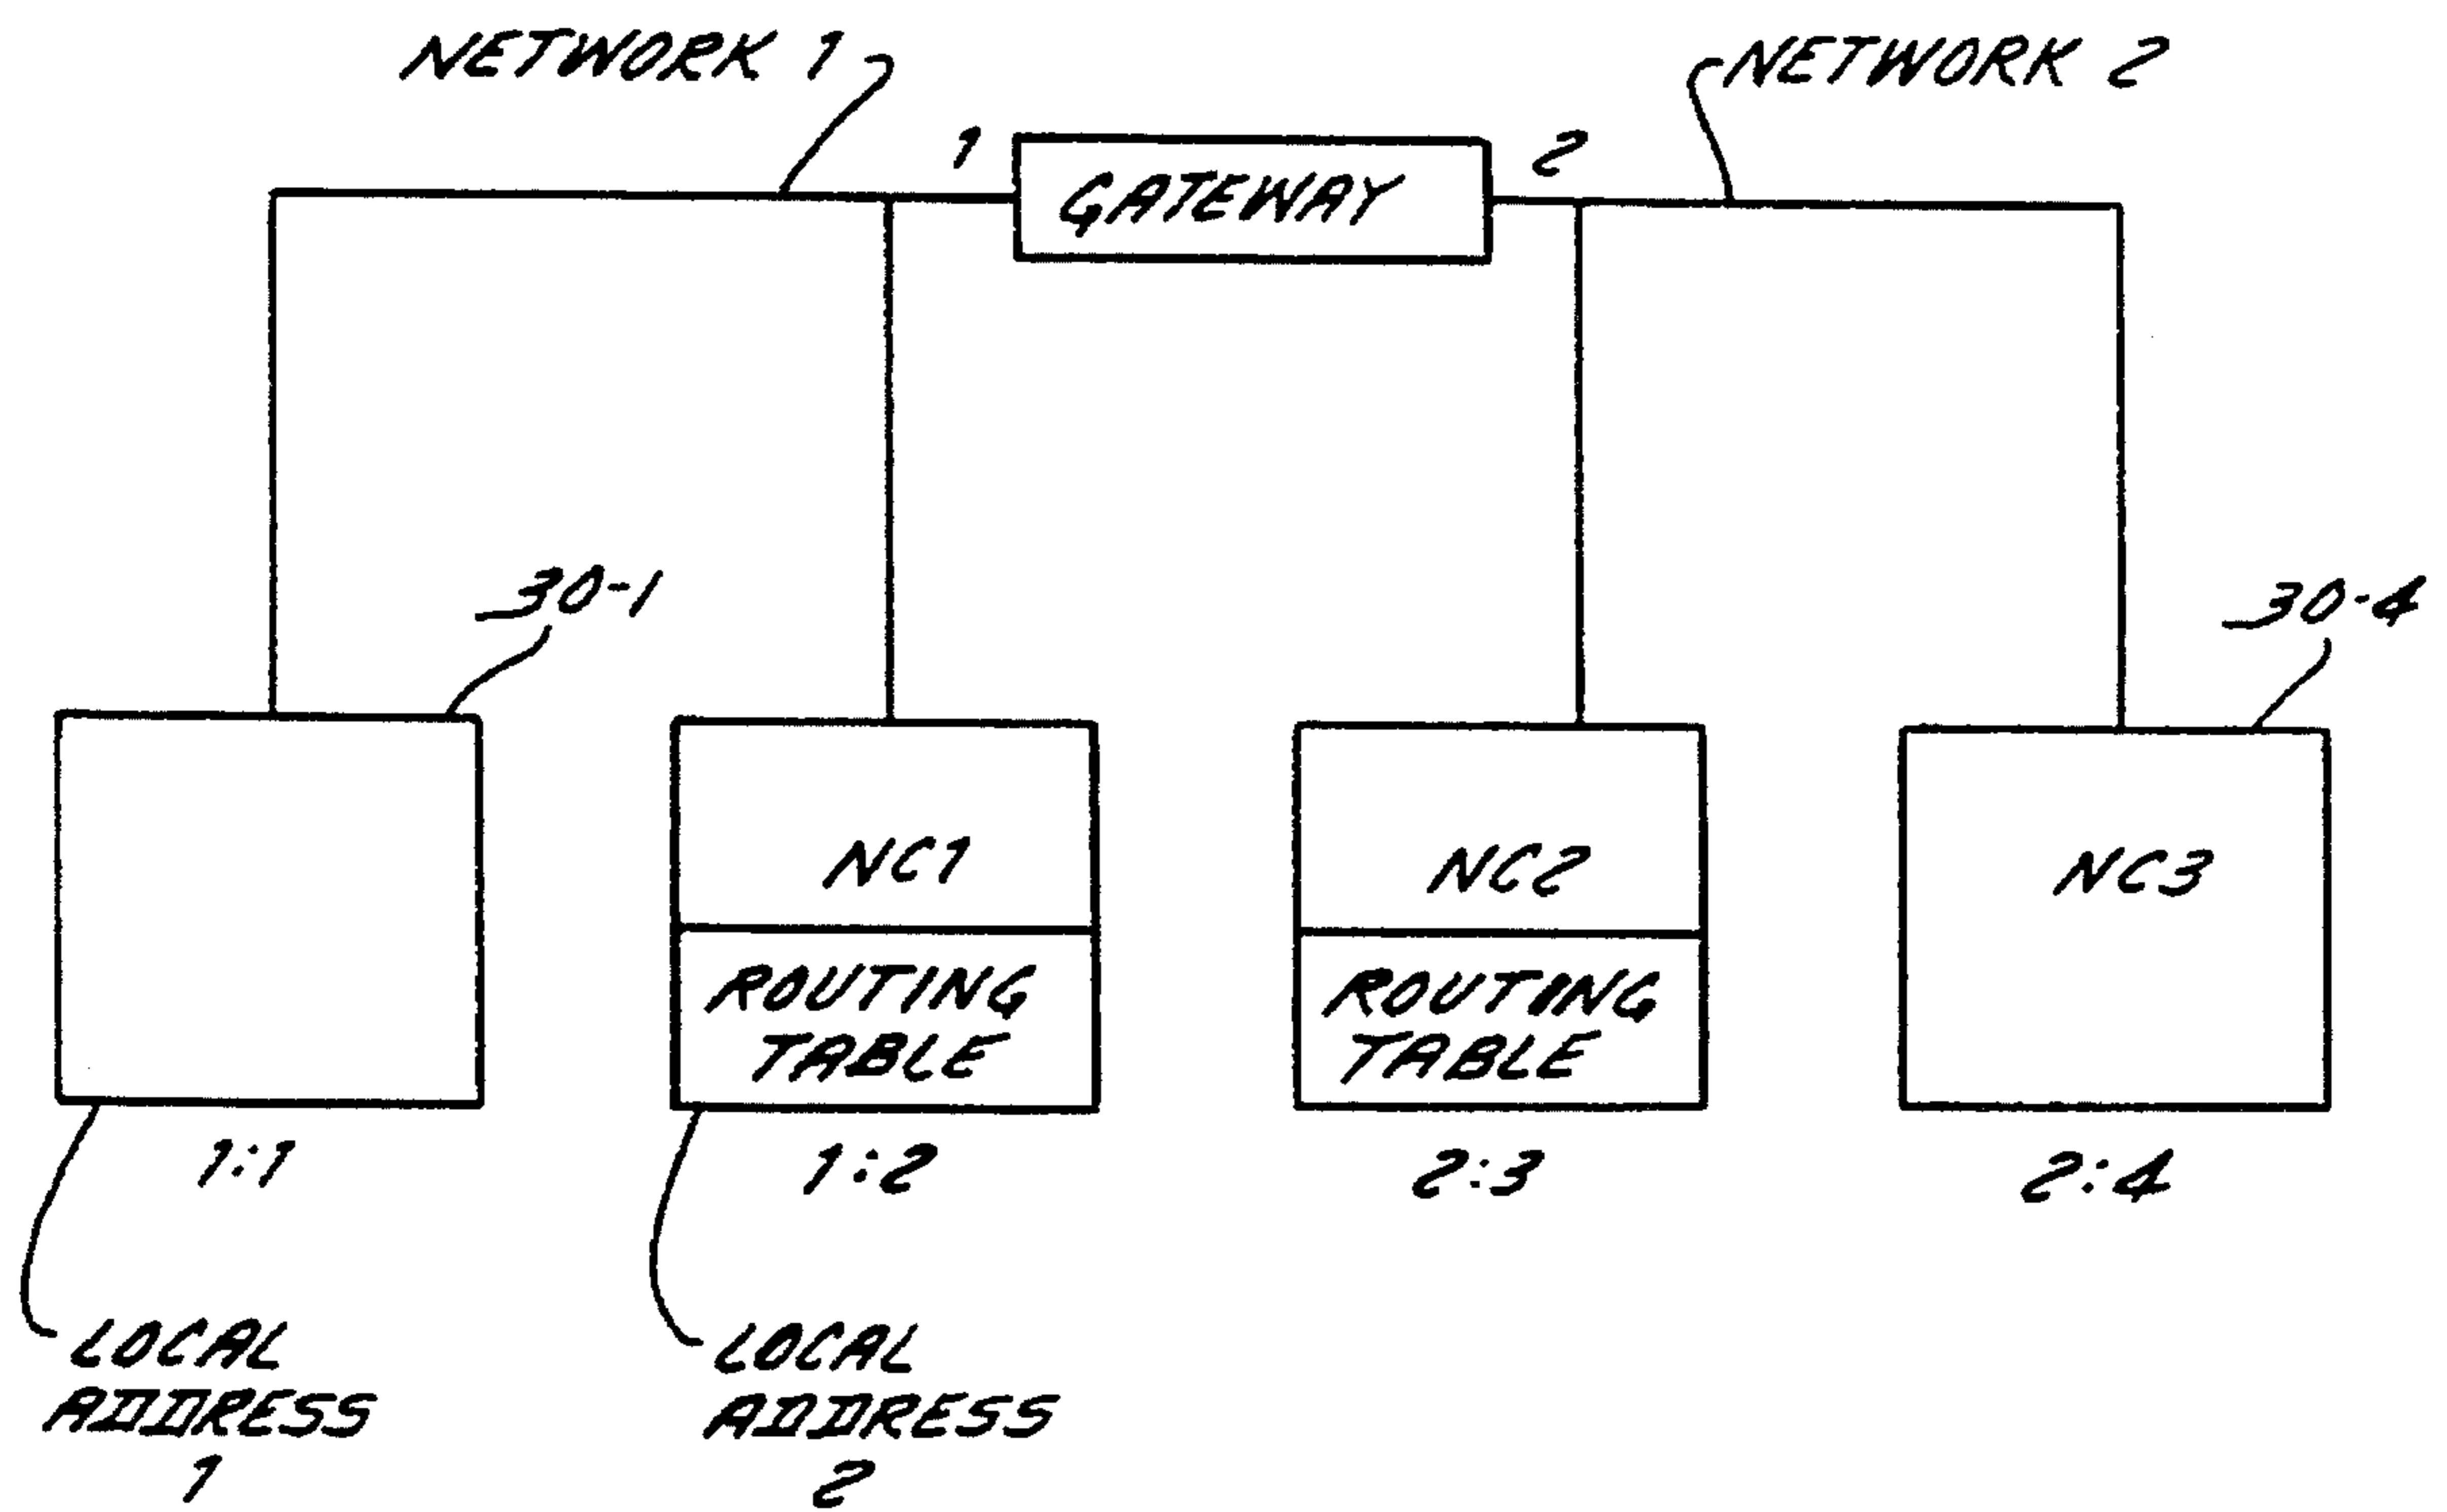 NETWORK 1
NETWORK 2
1
GATEWAY
2
30-1
30-4
NC1
ROUTING
TABLE
NC2
ROUTING
TABLE
NC3
1:1
1:2
2:3
2:4
LOCAL
ADDRESS
1
LOCAL
ADDRESS
2